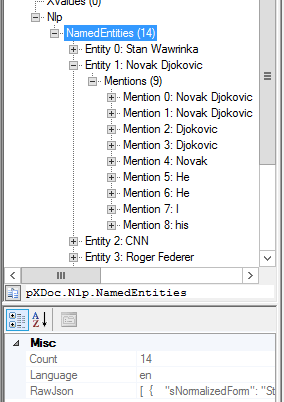 XValues (0)
Nlp
NamedEntities (14)
Entity 0: Stan Wawrinka
Entity 1: Novak Djokovic
Mentions (9)
Mention 0: Novak Djokovic
Mention 1: Novak Djokovic
Mention 2: Djokovic
Mention 3: Djokovic
Mention 4: Novak
Mention 5: He
Mention 6: He
Mention 7: I
Mention 8: his
Entity 2: CNN
Entity 3: Roger Federer
pXDoc.Nlp.NamedEntities
Misc
Count 14
Language en
RawJson [ { "sNormalizedForm": "St